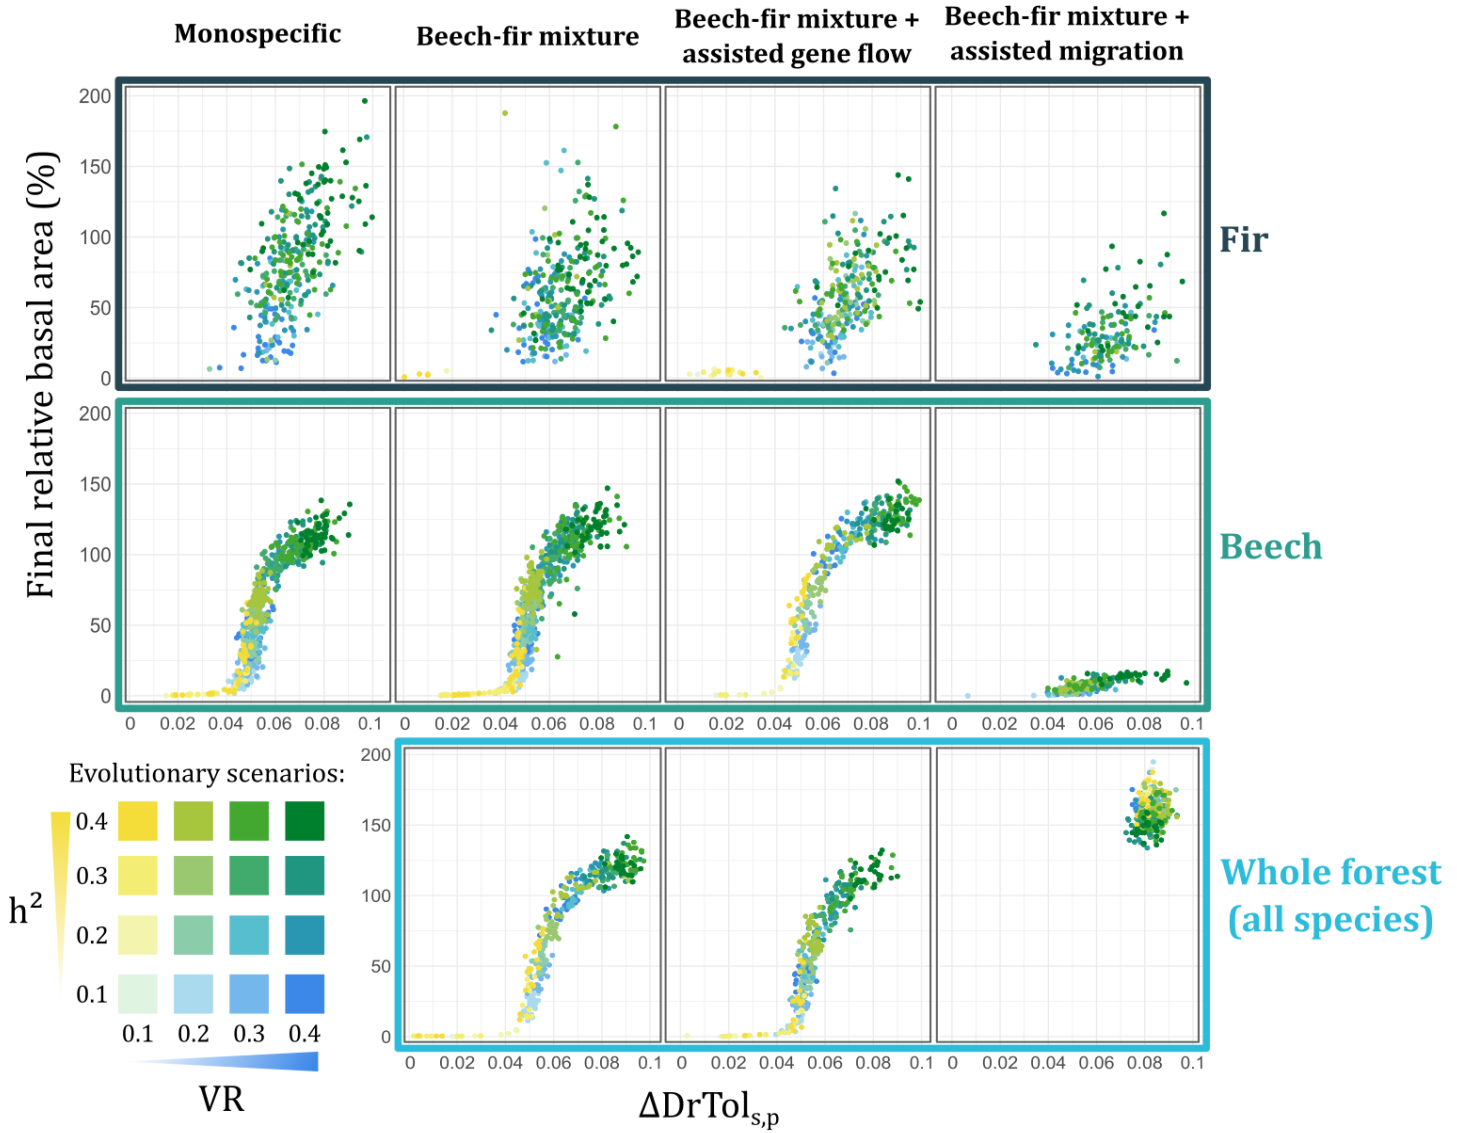 Monospecific
Beech-fir mixture
Beech-fir mixture +
assisted gene flow
Beech-fir mixture +
assisted migration
Final relative basal area (%)
200
150
100
50
0
Fir
200
150
100
50
0
0 0.02 0.04 0.06 0.08 0.1
0 0.02 0.04 0.06 0.08 0.1
0 0.02 0.04 0.06 0.08 0.1
0 0.02 0.04 0.06 0.08 0.1
Beech
Evolutionary scenarios:
h²
0.4
0.3
0.2
0.1
0.1 0.2 0.3 0.4
VR
200
150
100
50
0
0 0.02 0.04 0.06 0.08 0.1
0 0.02 0.04 0.06 0.08 0.1
0 0.02 0.04 0.06 0.08 0.1
Whole forest
(all species)
ΔDrTols,p